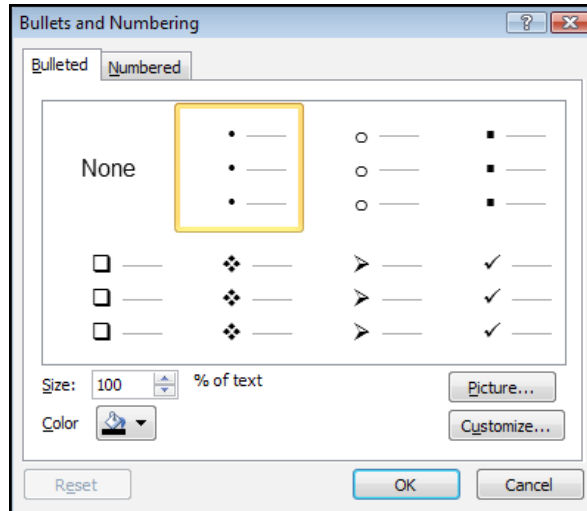 Bullets and Numbering
Bulleted Numbered
None
Size: 100 % of text
Picture...
Color
Customize...
Reset OK Cancel